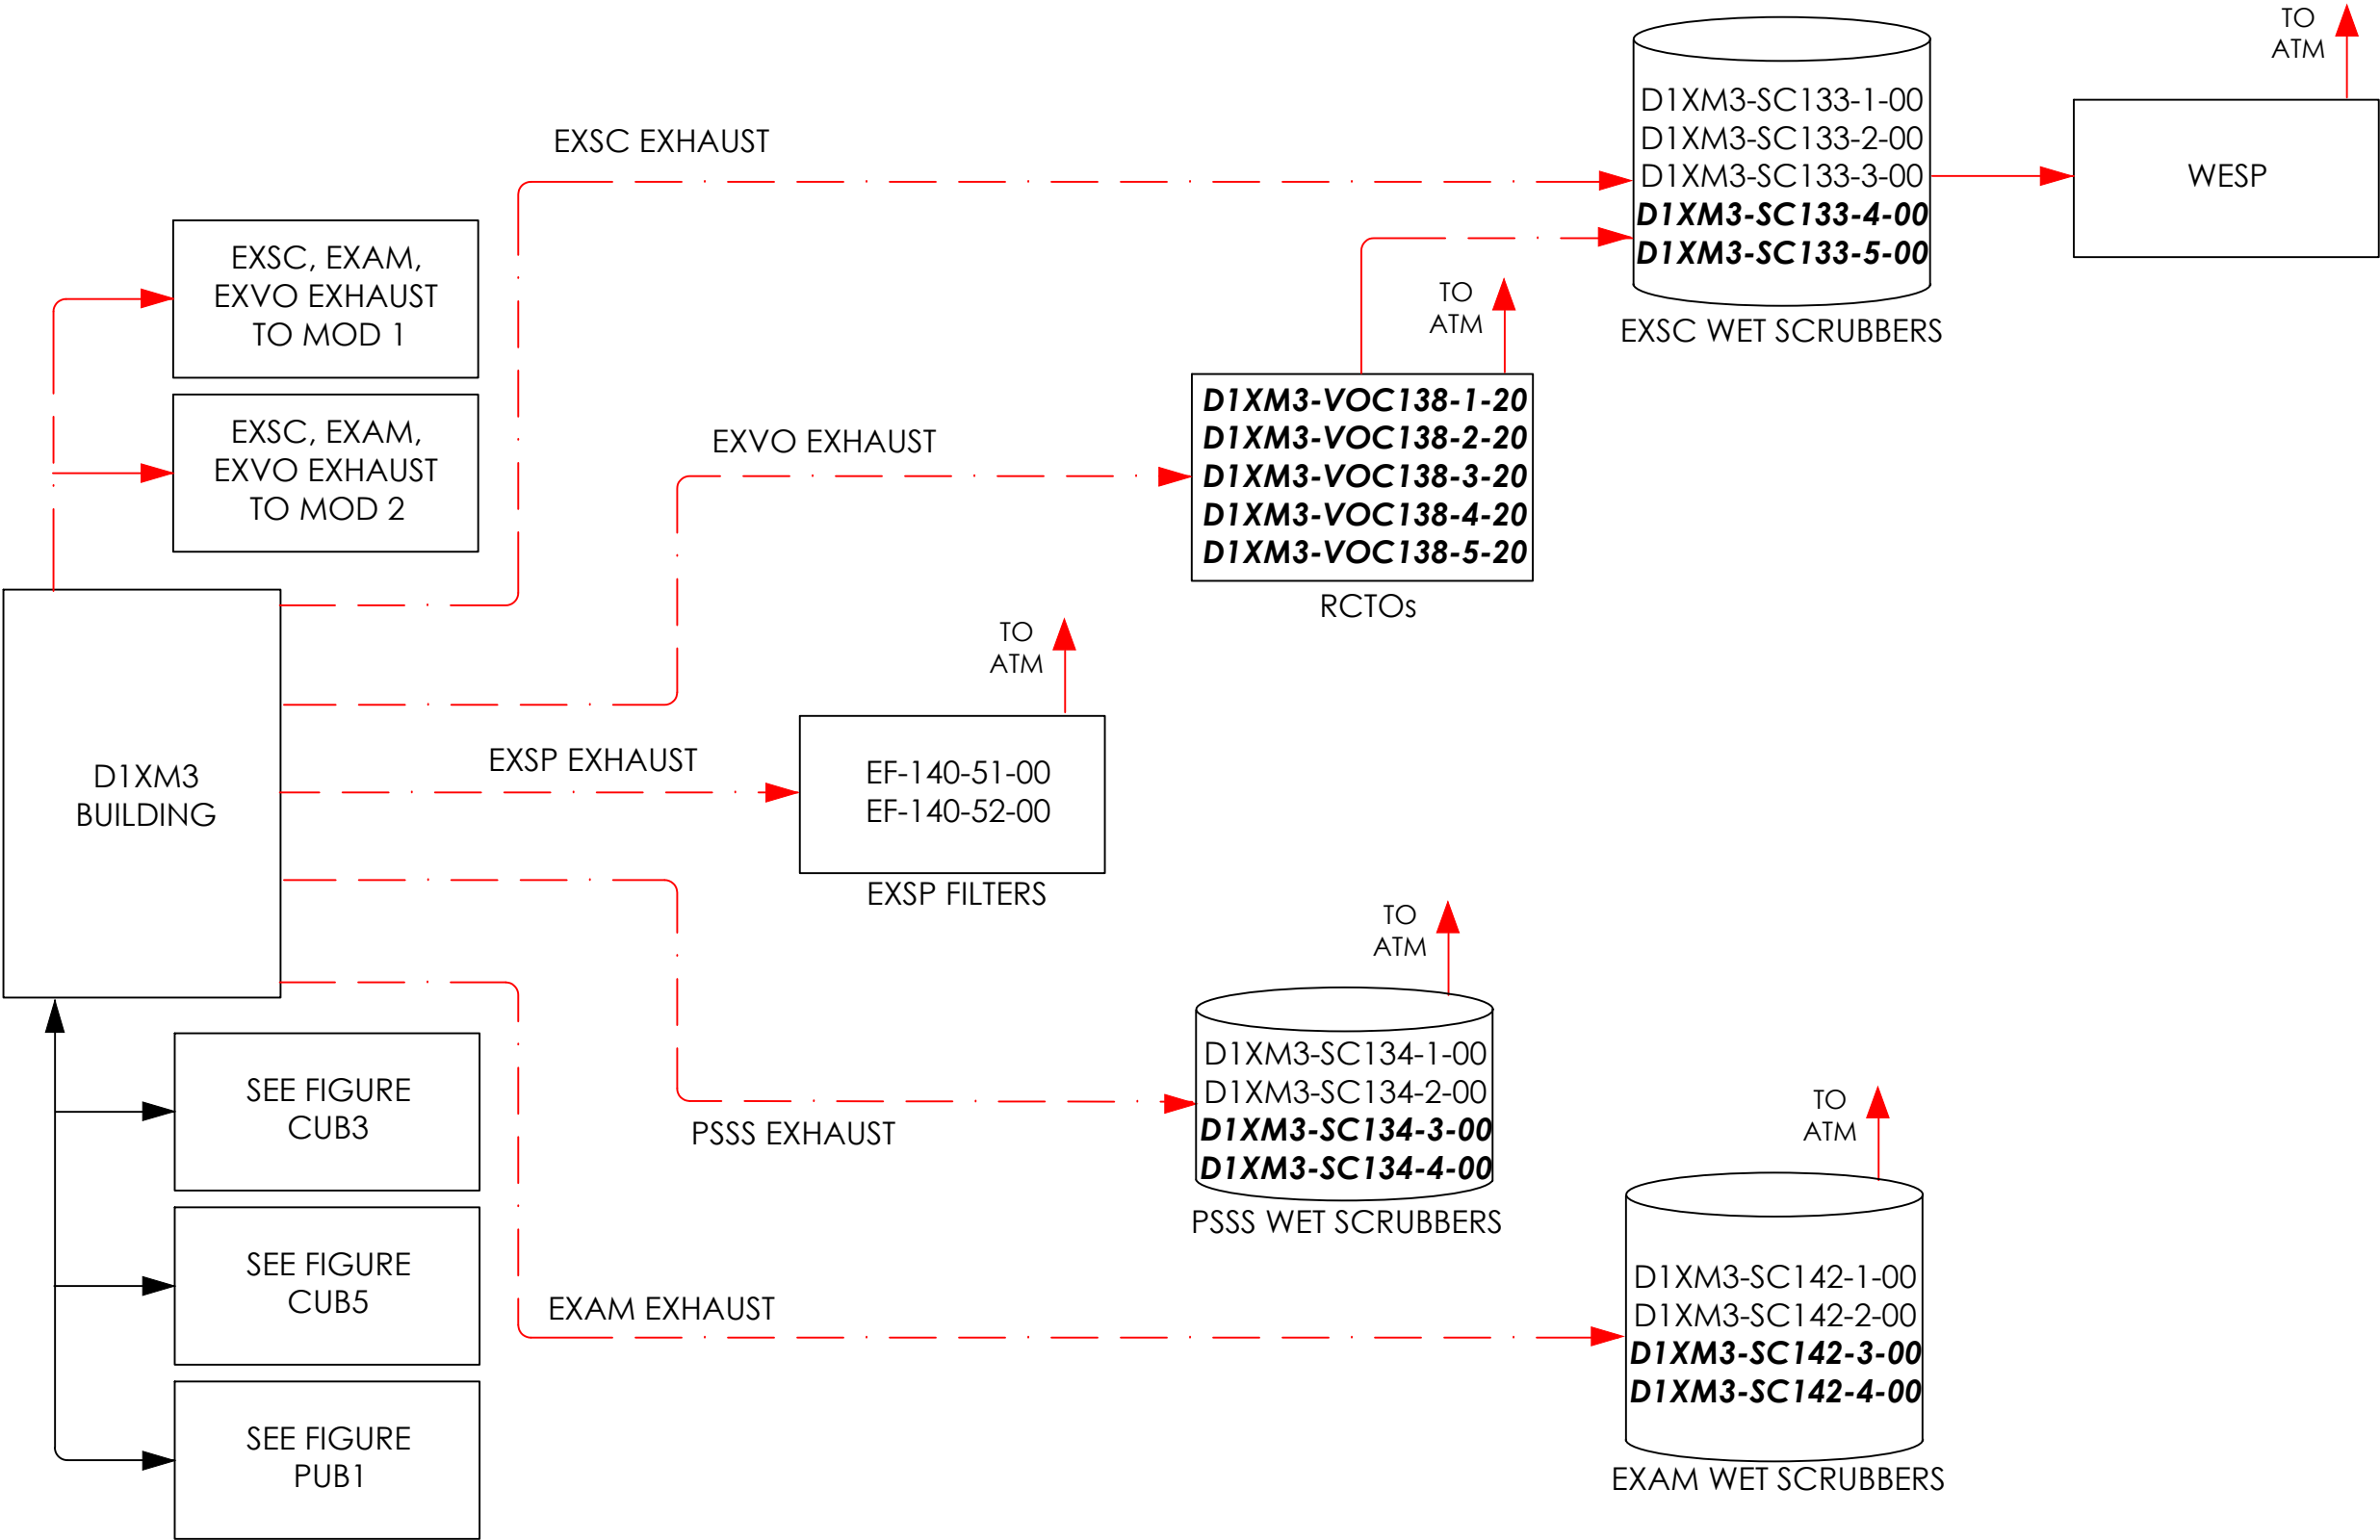 TO
ATM
D1XM3-SC133-1-00
D1XM3-SC133-2-00
D1XM3-SC133-3-00
D1XM3-SC133-4-00
D1XM3-SC133-5-00
EXSC WET SCRUBBERS
WESP
EXSC EXHAUST
EXSC, EXAM,
EXVO EXHAUST
TO MOD 1
EXSC, EXAM,
EXVO EXHAUST
TO MOD 2
EXVO EXHAUST
TO
ATM
D1XM3-VOC138-1-20
D1XM3-VOC138-2-20
D1XM3-VOC138-3-20
D1XM3-VOC138-4-20
D1XM3-VOC138-5-20
RCTOs
D1XM3
BUILDING
EXSP EXHAUST
TO
ATM
EF-140-51-00
EF-140-52-00
EXSP FILTERS
PSSS EXHAUST
TO
ATM
D1XM3-SC134-1-00
D1XM3-SC134-2-00
D1XM3-SC134-3-00
D1XM3-SC134-4-00
PSSS WET SCRUBBERS
SEE FIGURE
CUB3
SEE FIGURE
CUB5
SEE FIGURE
PUB1
EXAM EXHAUST
TO
ATM
D1XM3-SC142-1-00
D1XM3-SC142-2-00
D1XM3-SC142-3-00
D1XM3-SC142-4-00
EXAM WET SCRUBBERS